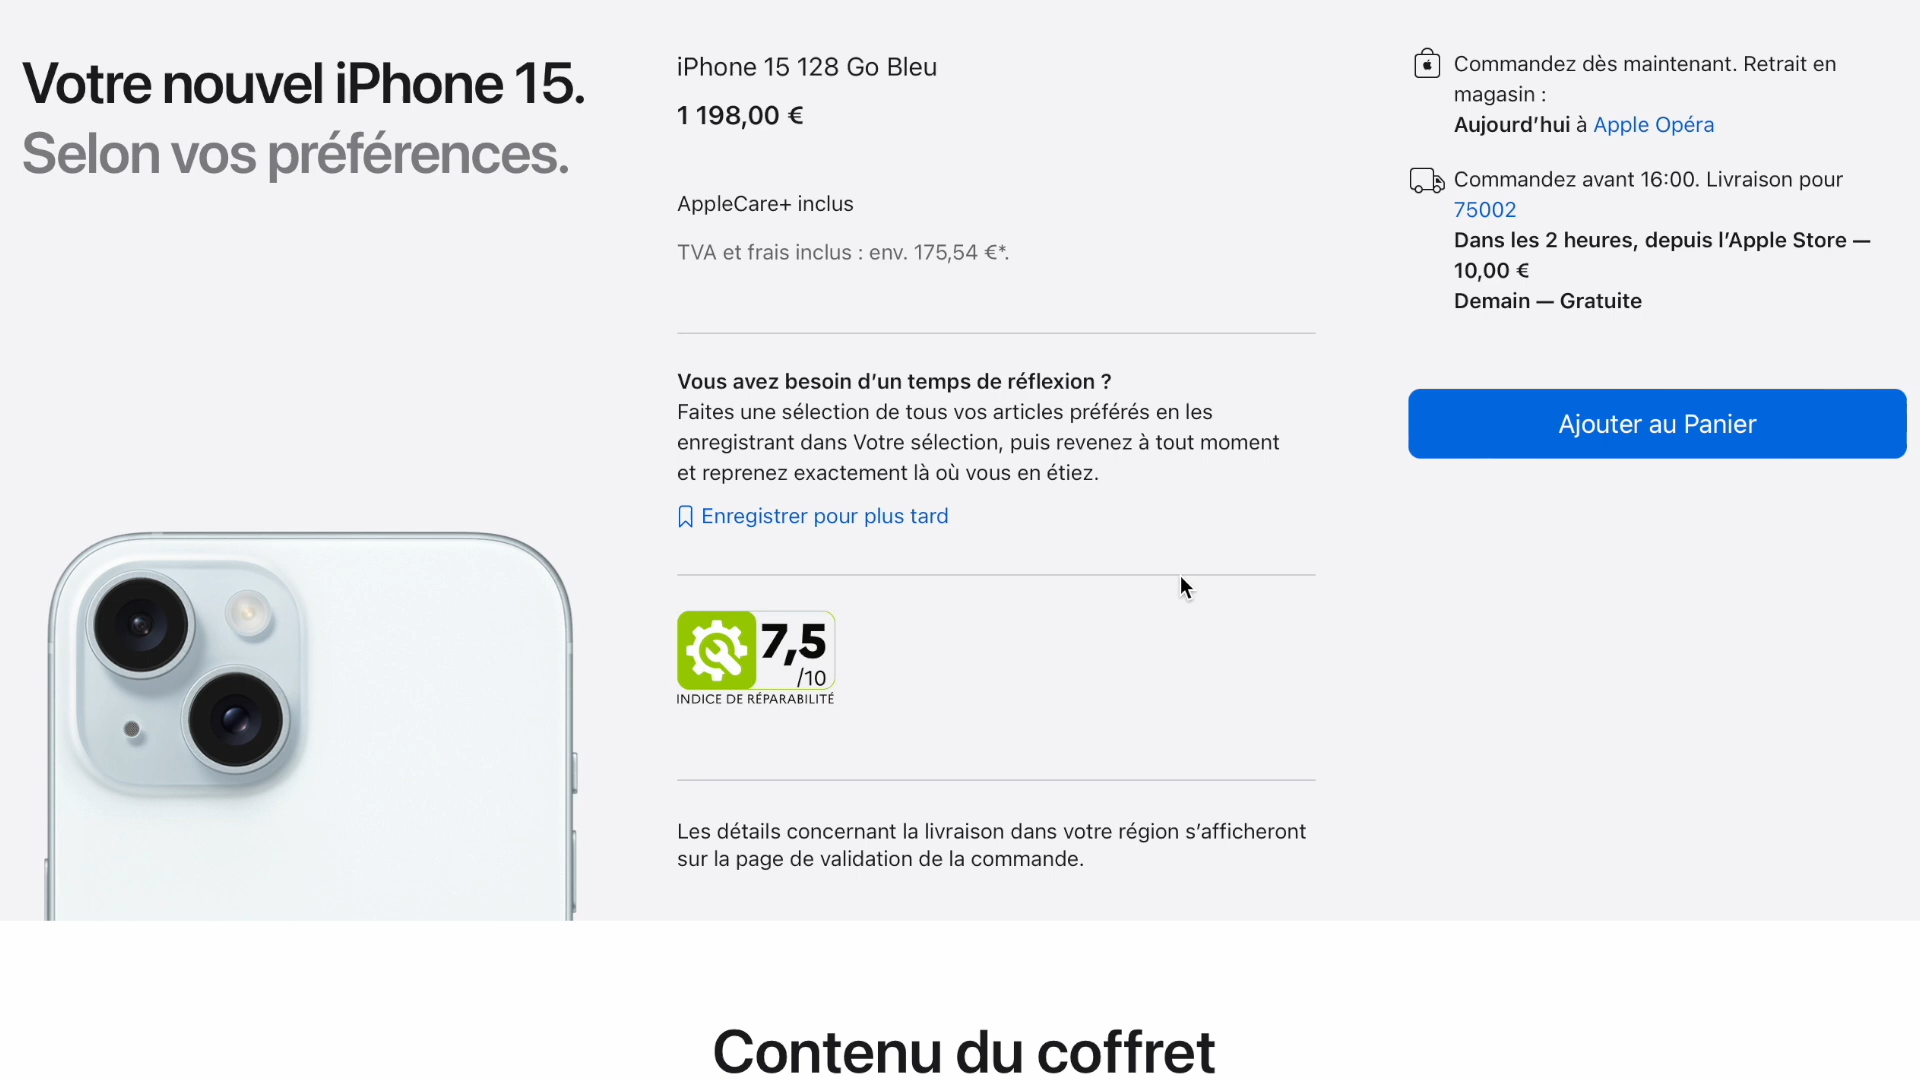 Votre nouvel iPhone 15.
Selon vos préférences.
iPhone 15 128 Go Bleu
1 198,00 €
AppleCare+ inclus
TVA et frais inclus : env. 175,54 €*.
Vous avez besoin d’un temps de réflexion ?
Faites une sélection de tous vos articles préférés en les
enregistrant dans Votre sélection, puis revenez à tout moment
et reprenez exactement là où vous en étiez.
Enregistrer pour plus tard
7,5
/10
INDICE DE RÉPARABILITÉ
Les détails concernant la livraison dans votre région s’afficheront
sur la page de validation de la commande.
Commandez dès maintenant. Retrait en
magasin :
Aujourd’hui à Apple Opéra
Commandez avant 16:00. Livraison pour
75002
Dans les 2 heures, depuis l’Apple Store —
10,00 €
Demain — Gratuite
Ajouter au Panier
Contenu du coffret